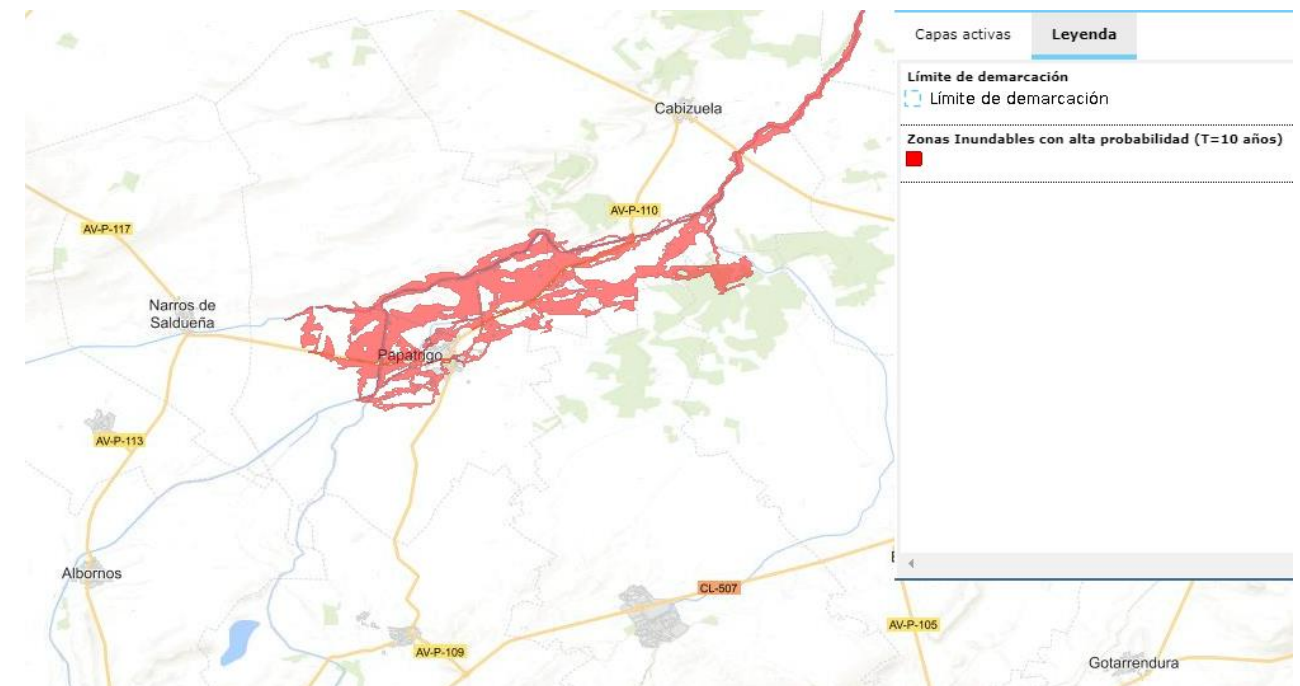 Capas activas
Leyenda
Límite de demarcación
Límite de demarcación
Zonas Inundables con alta probabilidad (T=10 años)
Cabizuela
AV-P-110
AV-P-117
Narros de
Saldueña
Papatrigo
AV-P-113
Albornos
CL-507
AV-P-105
AV-P-109
Gotarrendura